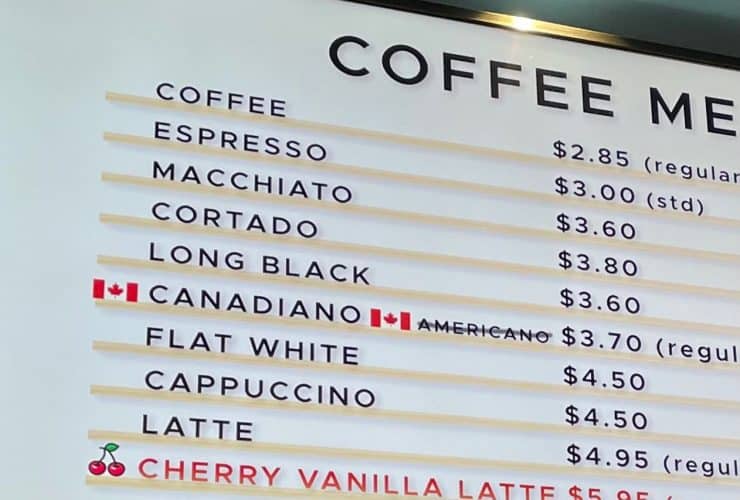 COFFEE ME
COFFEE $2.85 (regular
ESPRESSO $3.00 (std)
MACCHIATO $3.60
CORTADO $3.80
LONG BLACK $3.60
CANADIANO AMERICANO $3.70 (regul
FLAT WHITE $4.50
CAPPUCCINO $4.50
LATTE $4.95 (regul
CHERRY VANILLA LATTE $5.95